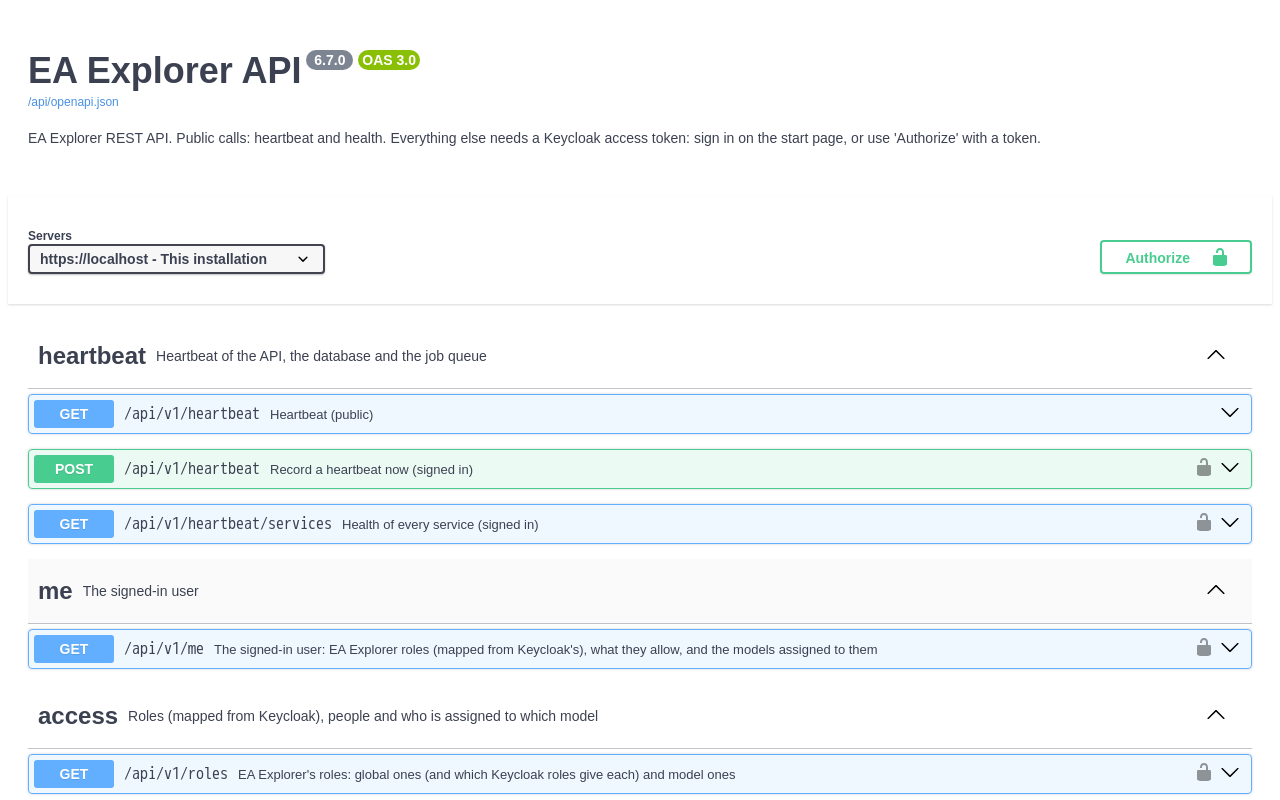 EA Explorer API 6.7.0 OAS 3.0
/api/openapi.json
EA Explorer REST API. Public calls: heartbeat and health. Everything else needs a Keycloak access token: sign in on the start page, or use 'Authorize' with a token.
Servers
https://localhost - This installation
Authorize
heartbeat Heartbeat of the API, the database and the job queue
GET /api/v1/heartbeat Heartbeat (public)
POST /api/v1/heartbeat Record a heartbeat now (signed in)
GET /api/v1/heartbeat/services Health of every service (signed in)
me The signed-in user
GET /api/v1/me The signed-in user: EA Explorer roles (mapped from Keycloak's), what they allow, and the models assigned to them
access Roles (mapped from Keycloak), people and who is assigned to which model
GET /api/v1/roles EA Explorer's roles: global ones (and which Keycloak roles give each) and model ones